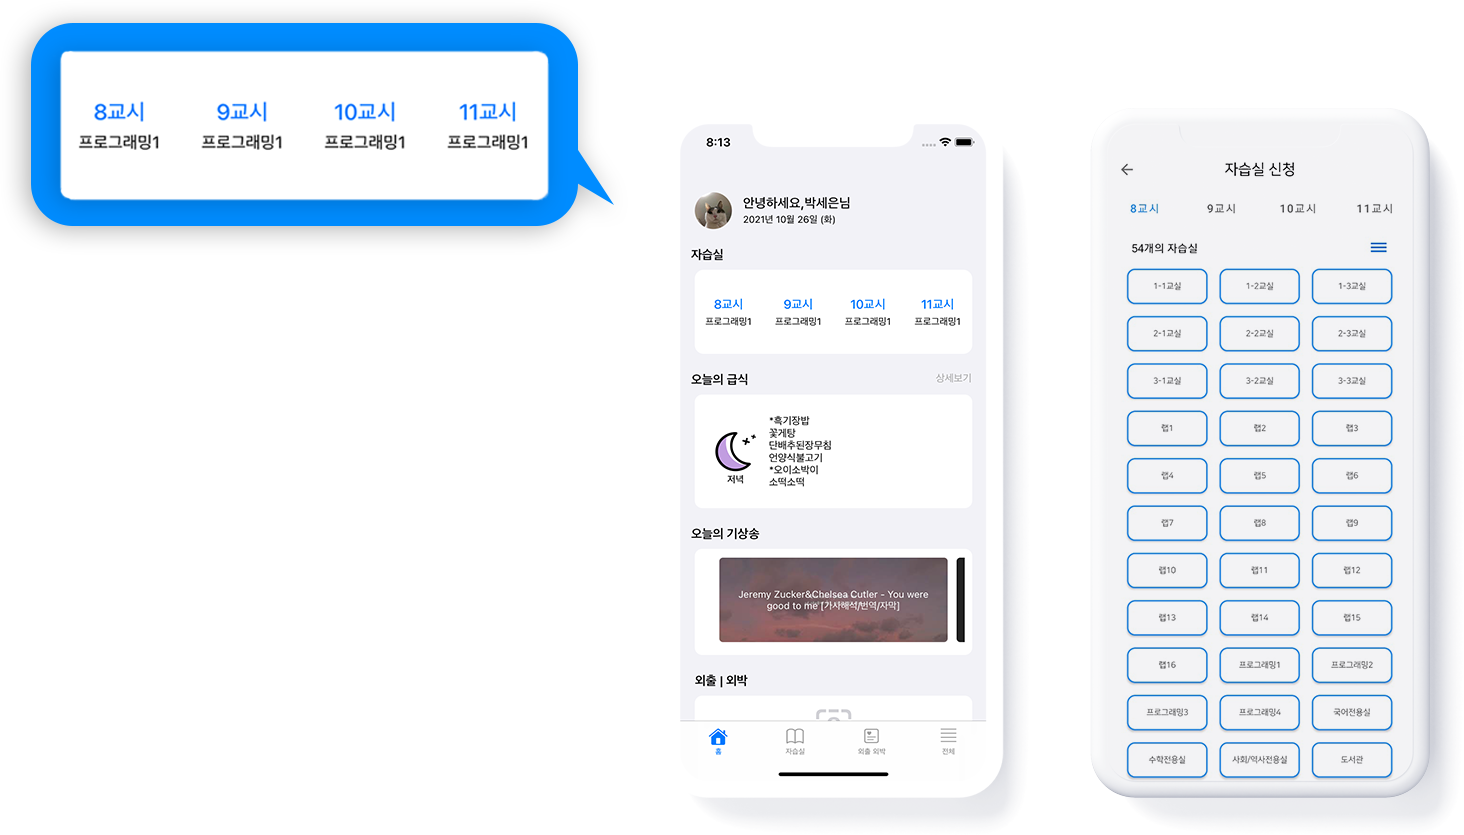 8교시 9교시 10교시 11교시
프로그래밍1 프로그래밍1 프로그래밍1 프로그래밍1
8:13
안녕하세요,박세은님
2021년 10월 26일 (화)
자습실
8교시 9교시 10교시 11교시
프로그래밍1 프로그래밍1 프로그래밍1 프로그래밍1
오늘의 급식 상세보기
*흑기장밥
꽃게탕
단배추된장무침
언양식불고기
*오이소박이
소떡소떡
저녁
오늘의 기상송
Jeremy Zucker&Chelsea Cutler - You were
good to me [가사해석/번역/자막]
외출 | 외박
홈 자습실 외출 외박 전체
자습실 신청
8교시 9교시 10교시 11교시
54개의 자습실
1-1교실 1-2교실 1-3교실
2-1교실 2-2교실 2-3교실
3-1교실 3-2교실 3-3교실
랩1 랩2 랩3
랩4 랩5 랩6
랩7 랩8 랩9
랩10 랩11 랩12
랩13 랩14 랩15
랩16 프로그래밍1 프로그래밍2
프로그래밍3 프로그래밍4 국어전용실
수학전용실 사회/역사전용실 도서관